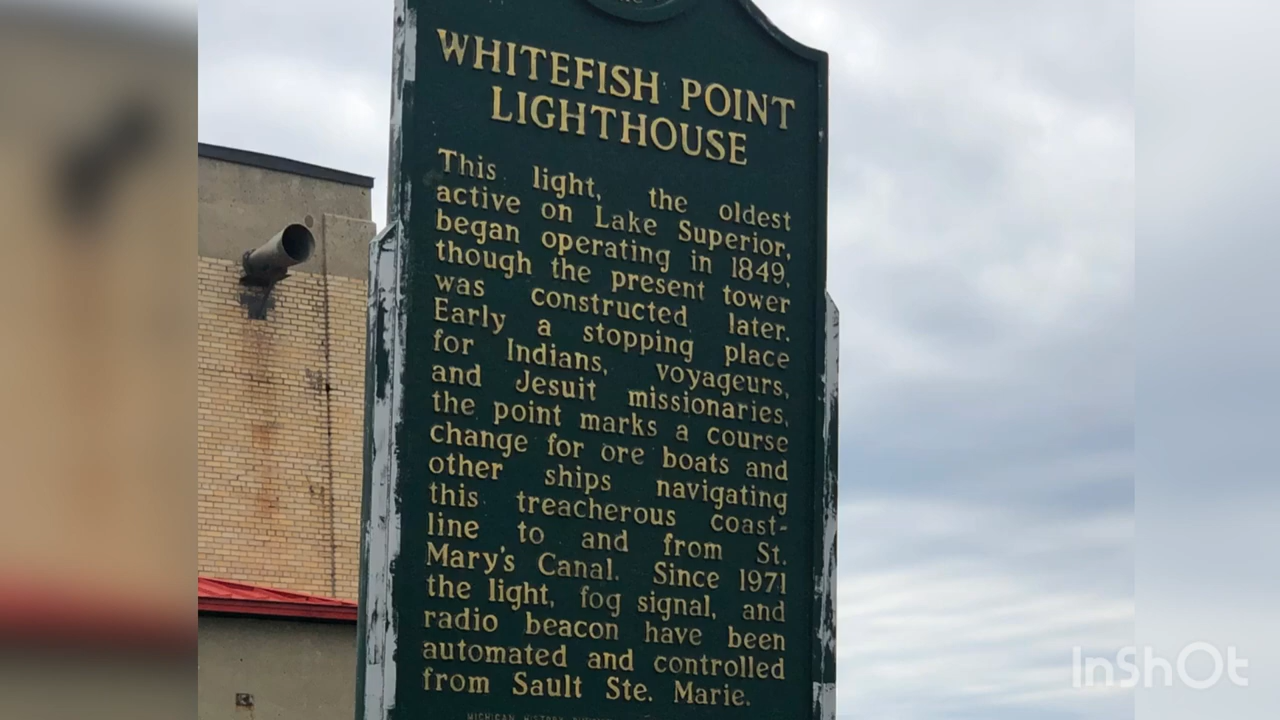 WHITEFISH POINT
LIGHTHOUSE
This light, the oldest
active on Lake Superior,
began operating in 1849,
though the present tower
was constructed later.
Early a stopping place
for Indians, voyageurs,
and Jesuit missionaries,
the point marks a course
change for ore boats and
other ships navigating
this treacherous coast-
line to and from St.
Mary's Canal. Since 1971
the light, fog signal, and
radio beacon have been
automated and controlled
from Sault Ste. Marie.
MICHIGAN HISTORY
InShOt